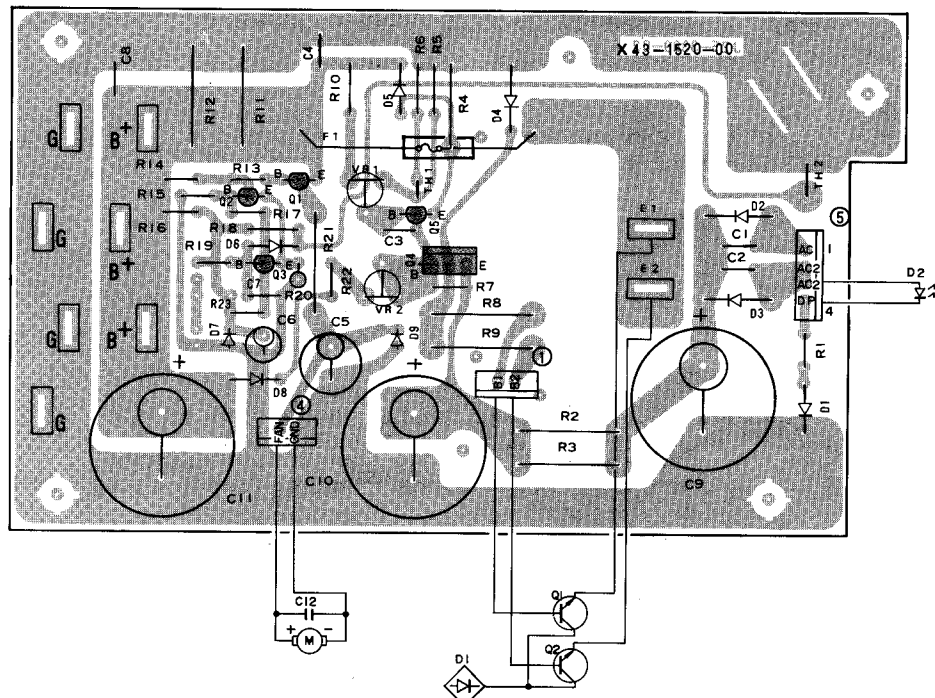 X43-1620-00
C8
R12
R11
C4
R10
D5
R6
R5
R4
D4
F1
G
B+
R14
R13
B
E
Q1
VR1
TH1
TH2
R15
Q2
B
E
R17
B
E
Q5
C3
R16
R18
D6
R19
R21
G
B+
B
E
Q3
C7
R20
R22
VR2
Q4
B
E
R7
R8
R9
E1
E2
D2
C1
C2
D3
5
AC
1
AC2
AC2
DP
4
D2
R1
D1
R23
D7
C6
C5
D9
G
B+
D8
1
B1
B2
4
FAN
GND
R2
R3
G
C11
C10
C9
+
+
+
C12
+
M
-
Q1
Q2
D1